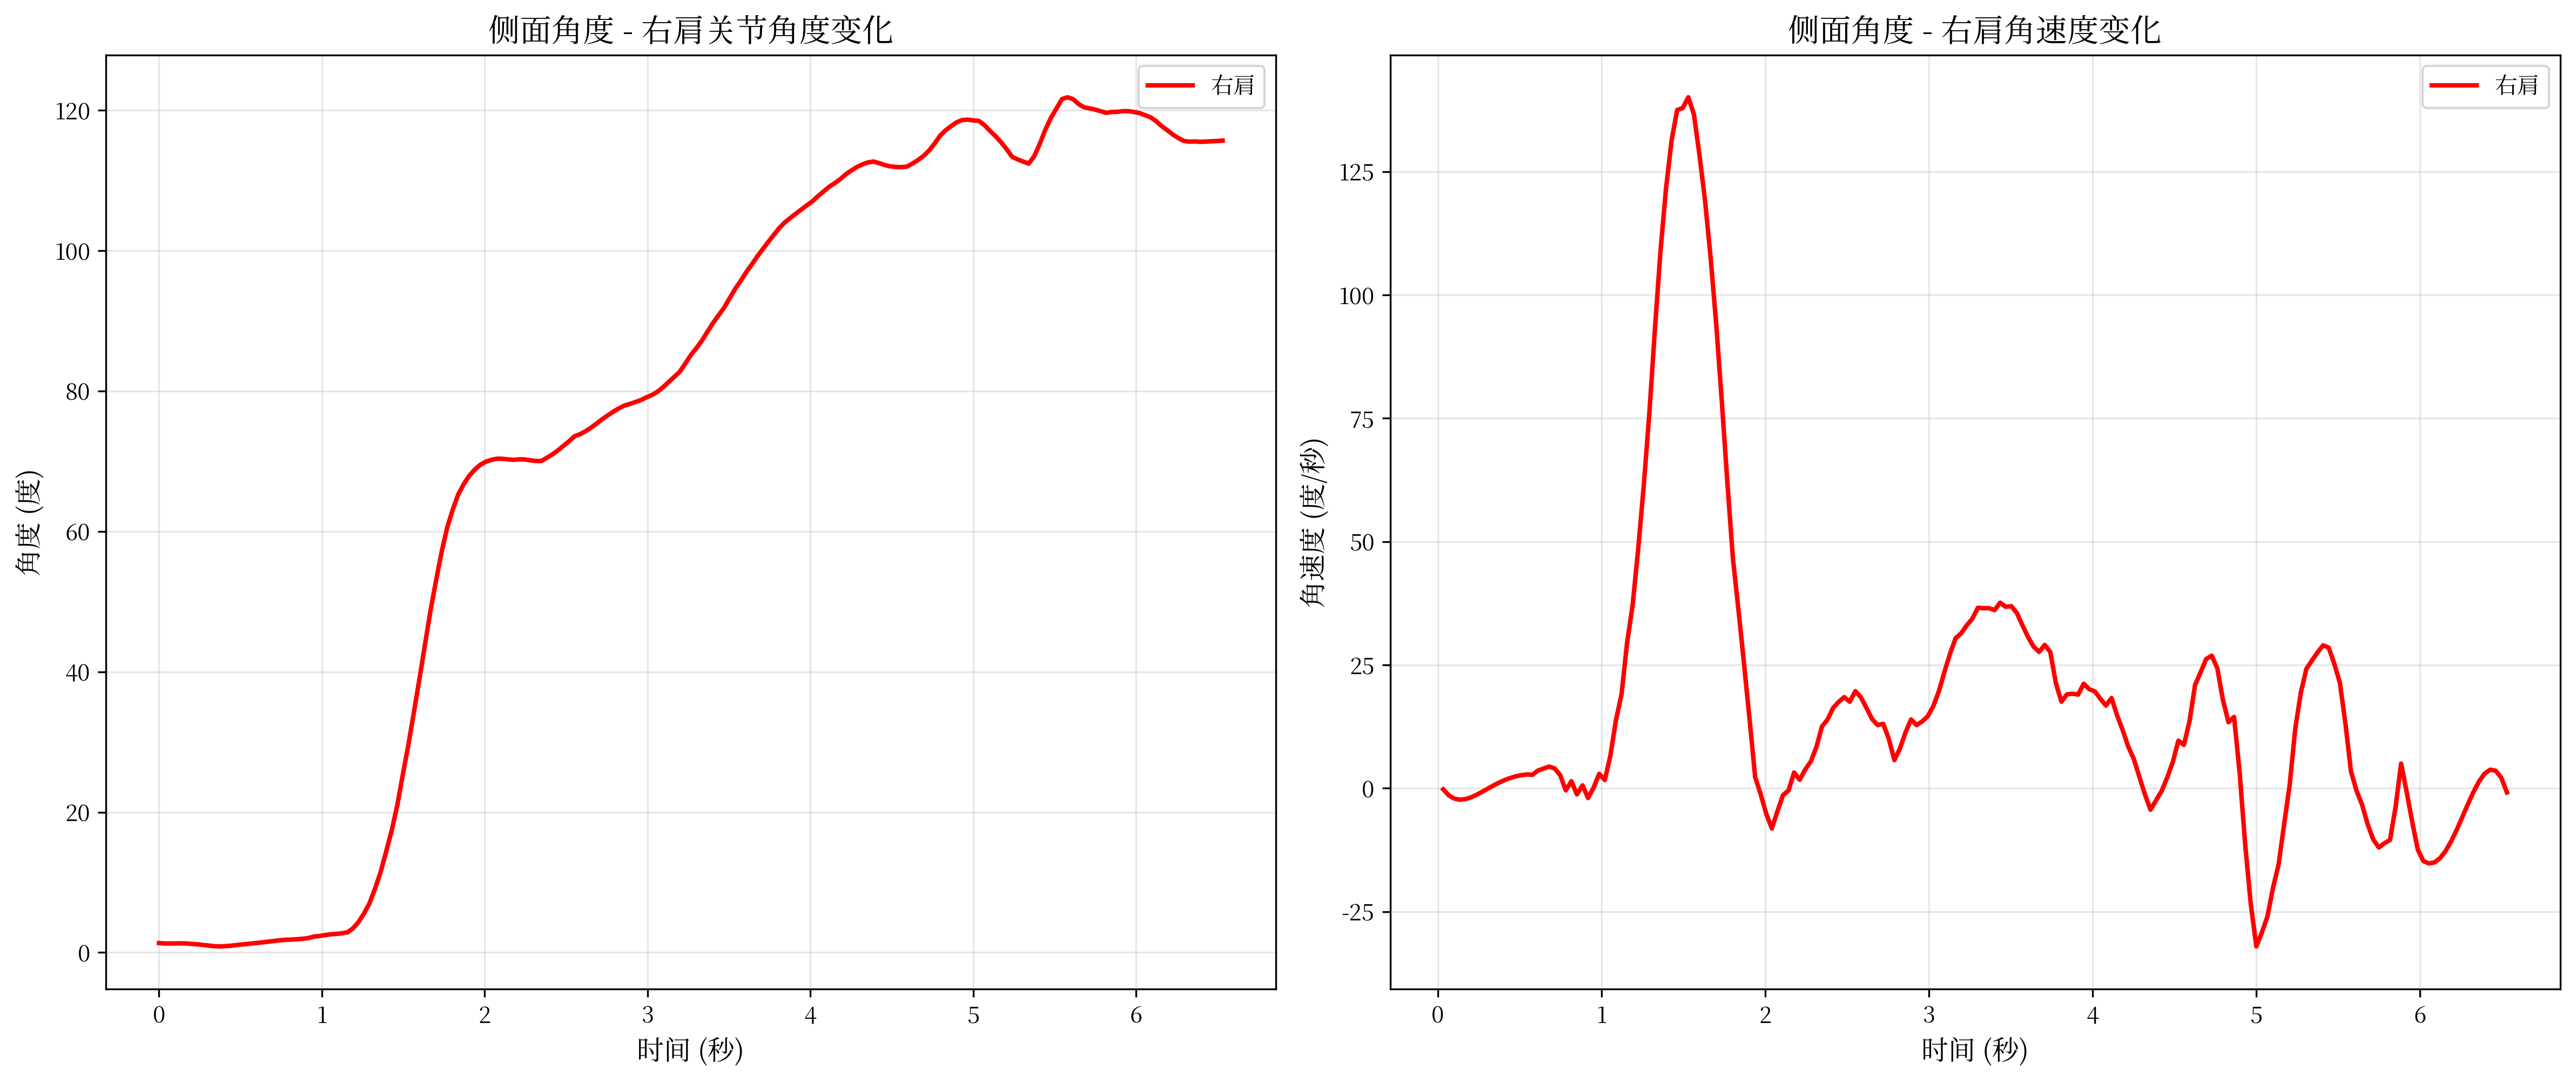 侧面角度 - 右肩关节角度变化
右肩
角度 (度)
120
100
80
60
40
20
0
0 1 2 3 4 5 6
时间 (秒)
侧面角度 - 右肩角速度变化
右肩
角速度 (度/秒)
125
100
75
50
25
0
-25
0 1 2 3 4 5 6
时间 (秒)